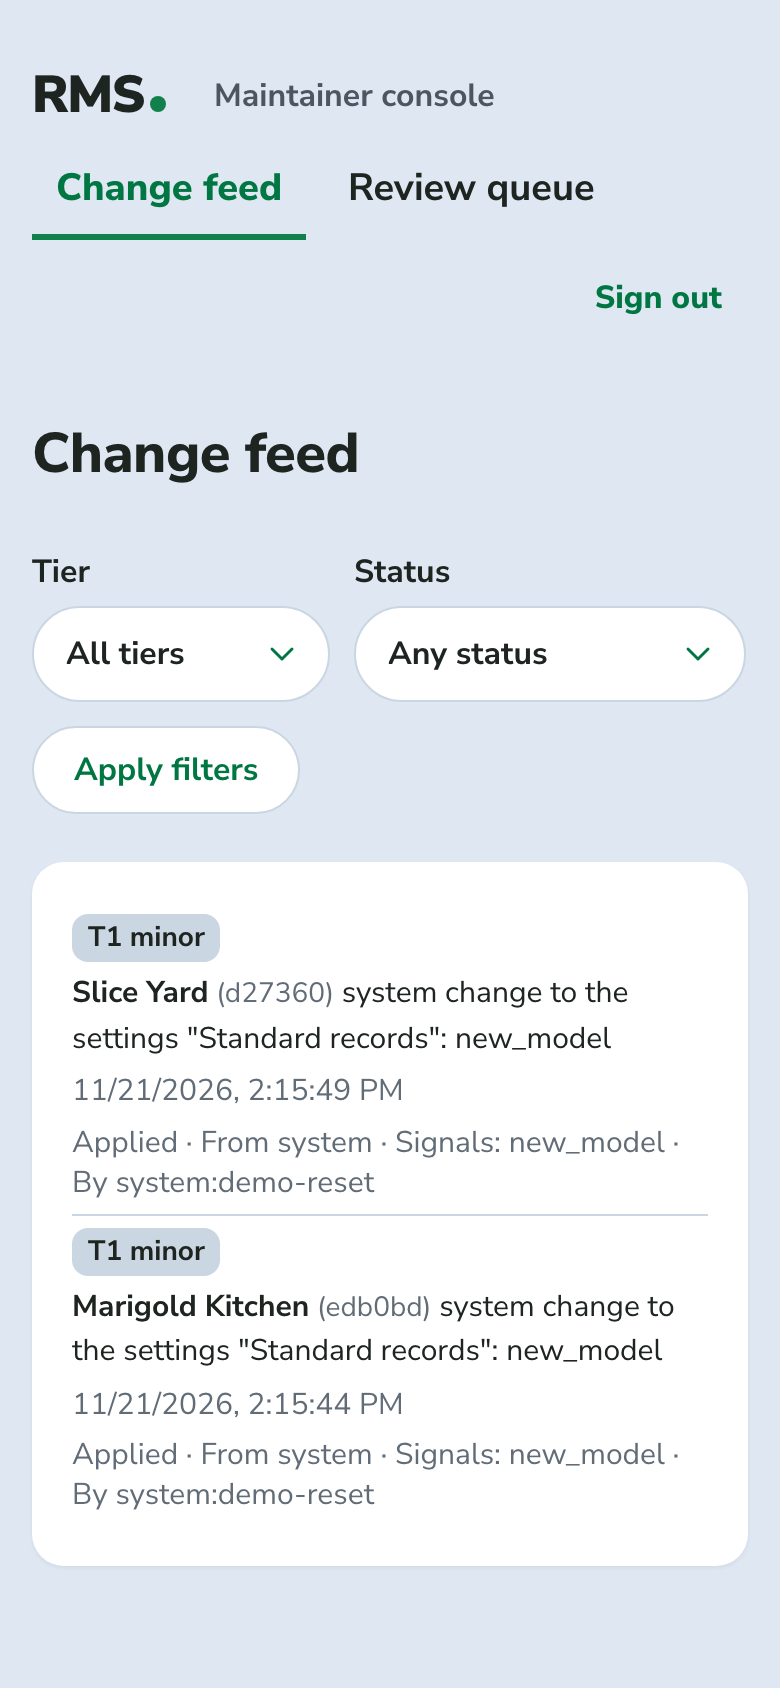 RMS. Maintainer console
Change feed Review queue
Sign out
Change feed
Tier Status
All tiers Any status
Apply filters
T1 minor
Slice Yard (d27360) system change to the
settings "Standard records": new_model
11/21/2026, 2:15:49 PM
Applied · From system · Signals: new_model ·
By system:demo-reset
T1 minor
Marigold Kitchen (edb0bd) system change to
the settings "Standard records": new_model
11/21/2026, 2:15:44 PM
Applied · From system · Signals: new_model ·
By system:demo-reset